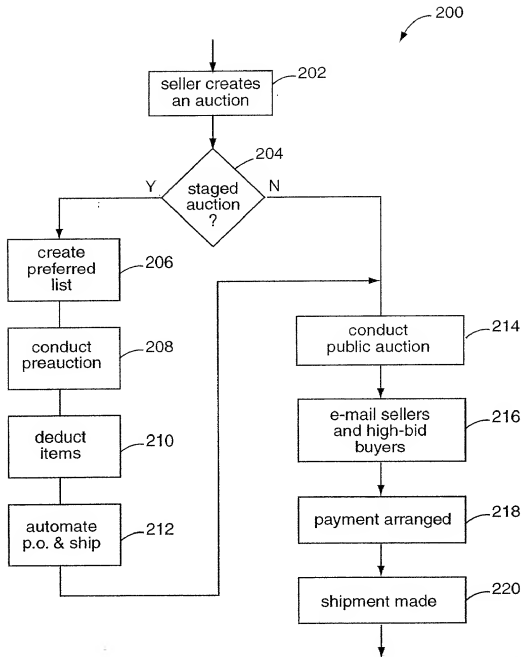 200
seller creates
an auction
202
204
Y
N
staged
auction
?
create
preferred
list
206
conduct
preauction
208
deduct
items
210
automate
p.o. & ship
212
conduct
public auction
214
e-mail sellers
and high-bid
buyers
216
payment arranged
218
shipment made
220